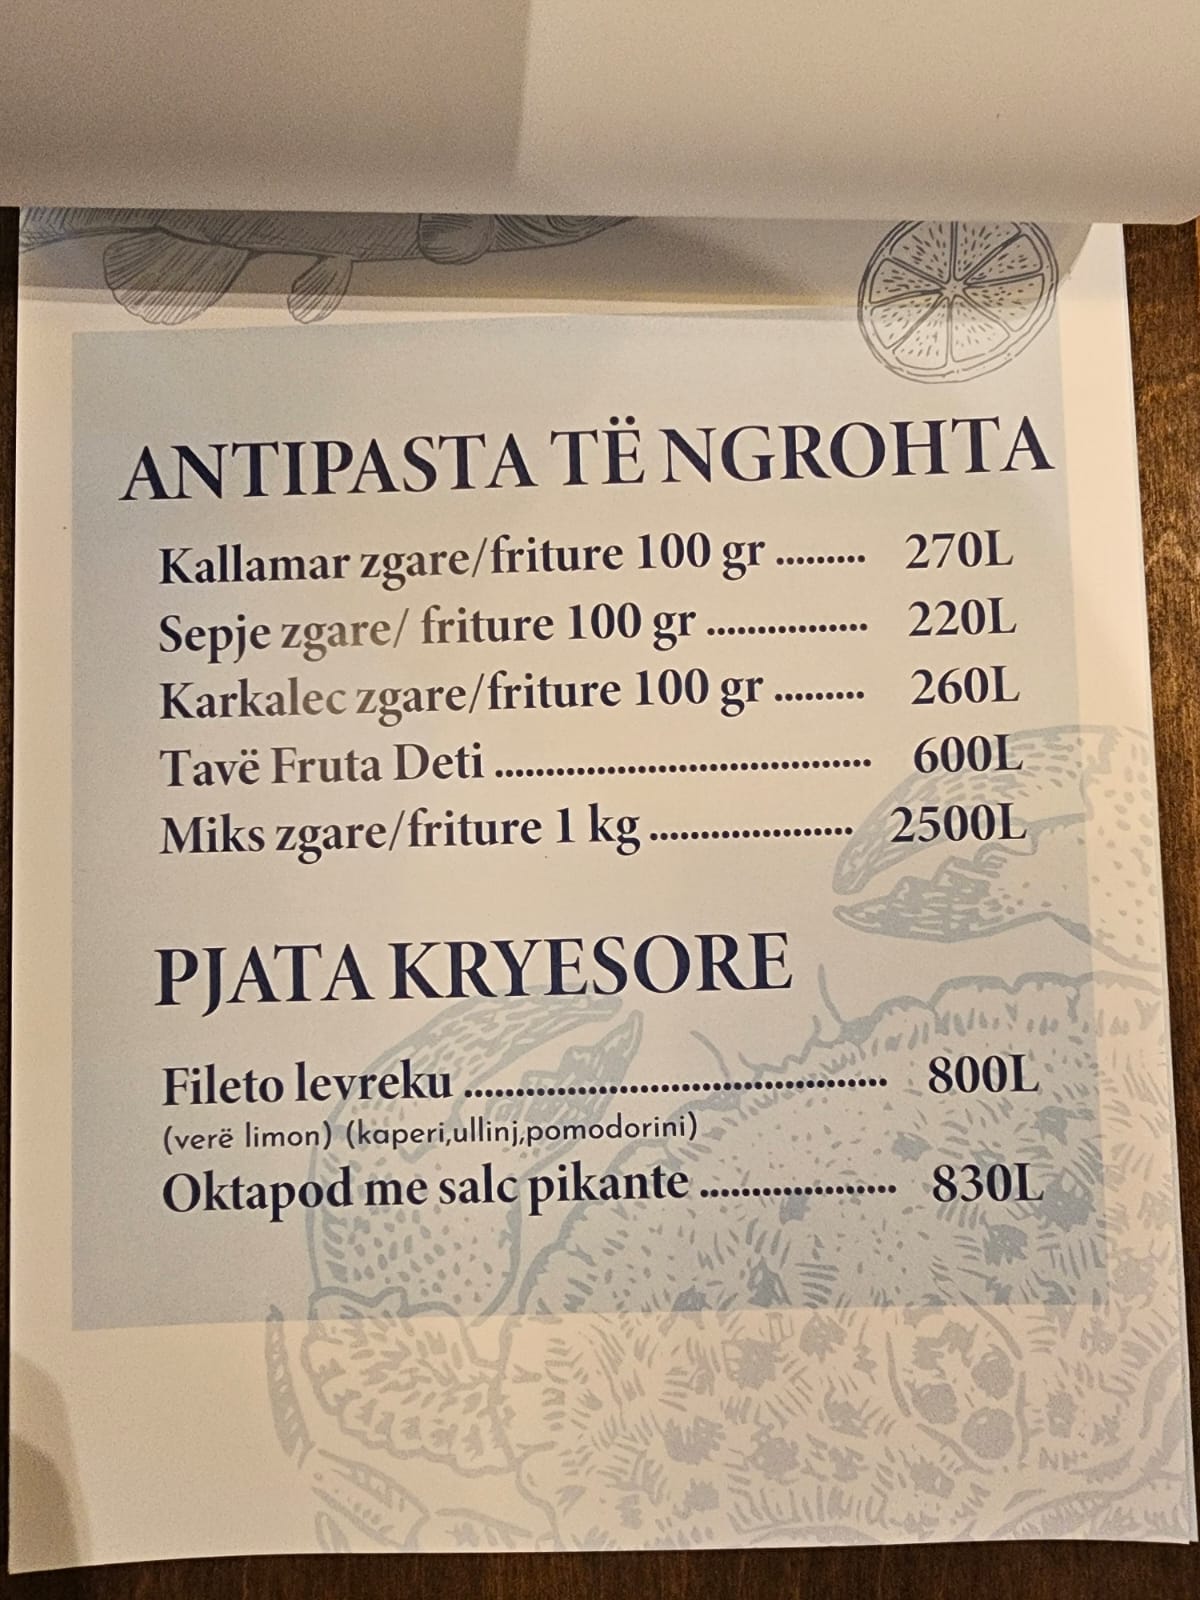 ANTIPASTA TË NGROHTA
Kallamar zgare/friture 100 gr ......... 270L
Sepje zgare/ friture 100 gr ................ 220L
Karkalec zgare/friture 100 gr ......... 260L
Tavë Fruta Deti ..................................... 600L
Miks zgare/friture 1 kg .................... 2500L
PJATA KRYESORE
Fileto levreku .......................................... 800L
(verë limon) (kaperi,ullinj,pomodorini)
Oktapod me salc pikante ................... 830L